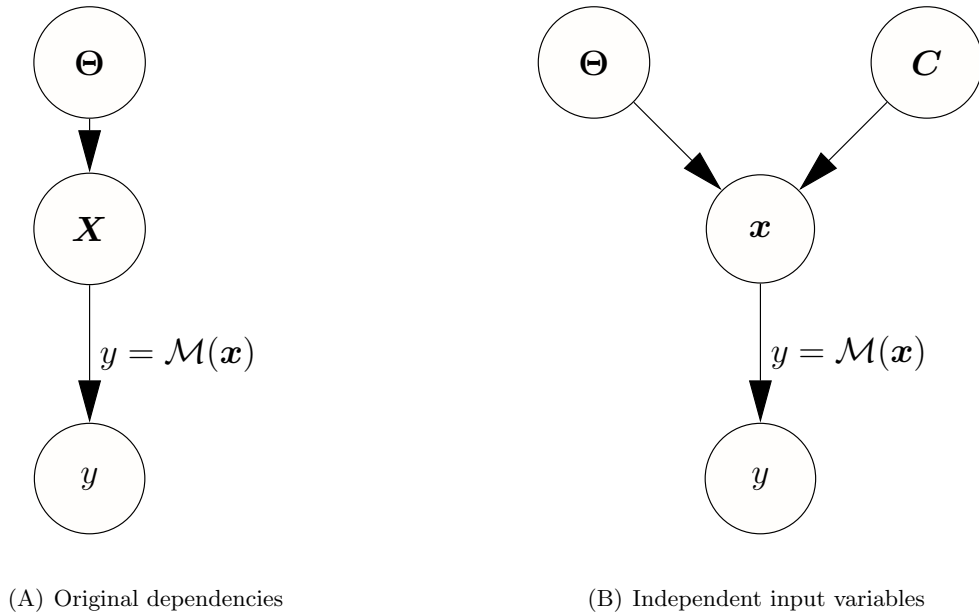 Θ
X
y = M(x)
y
(A) Original dependencies
Θ
C
x
y = M(x)
y
(B) Independent input variables